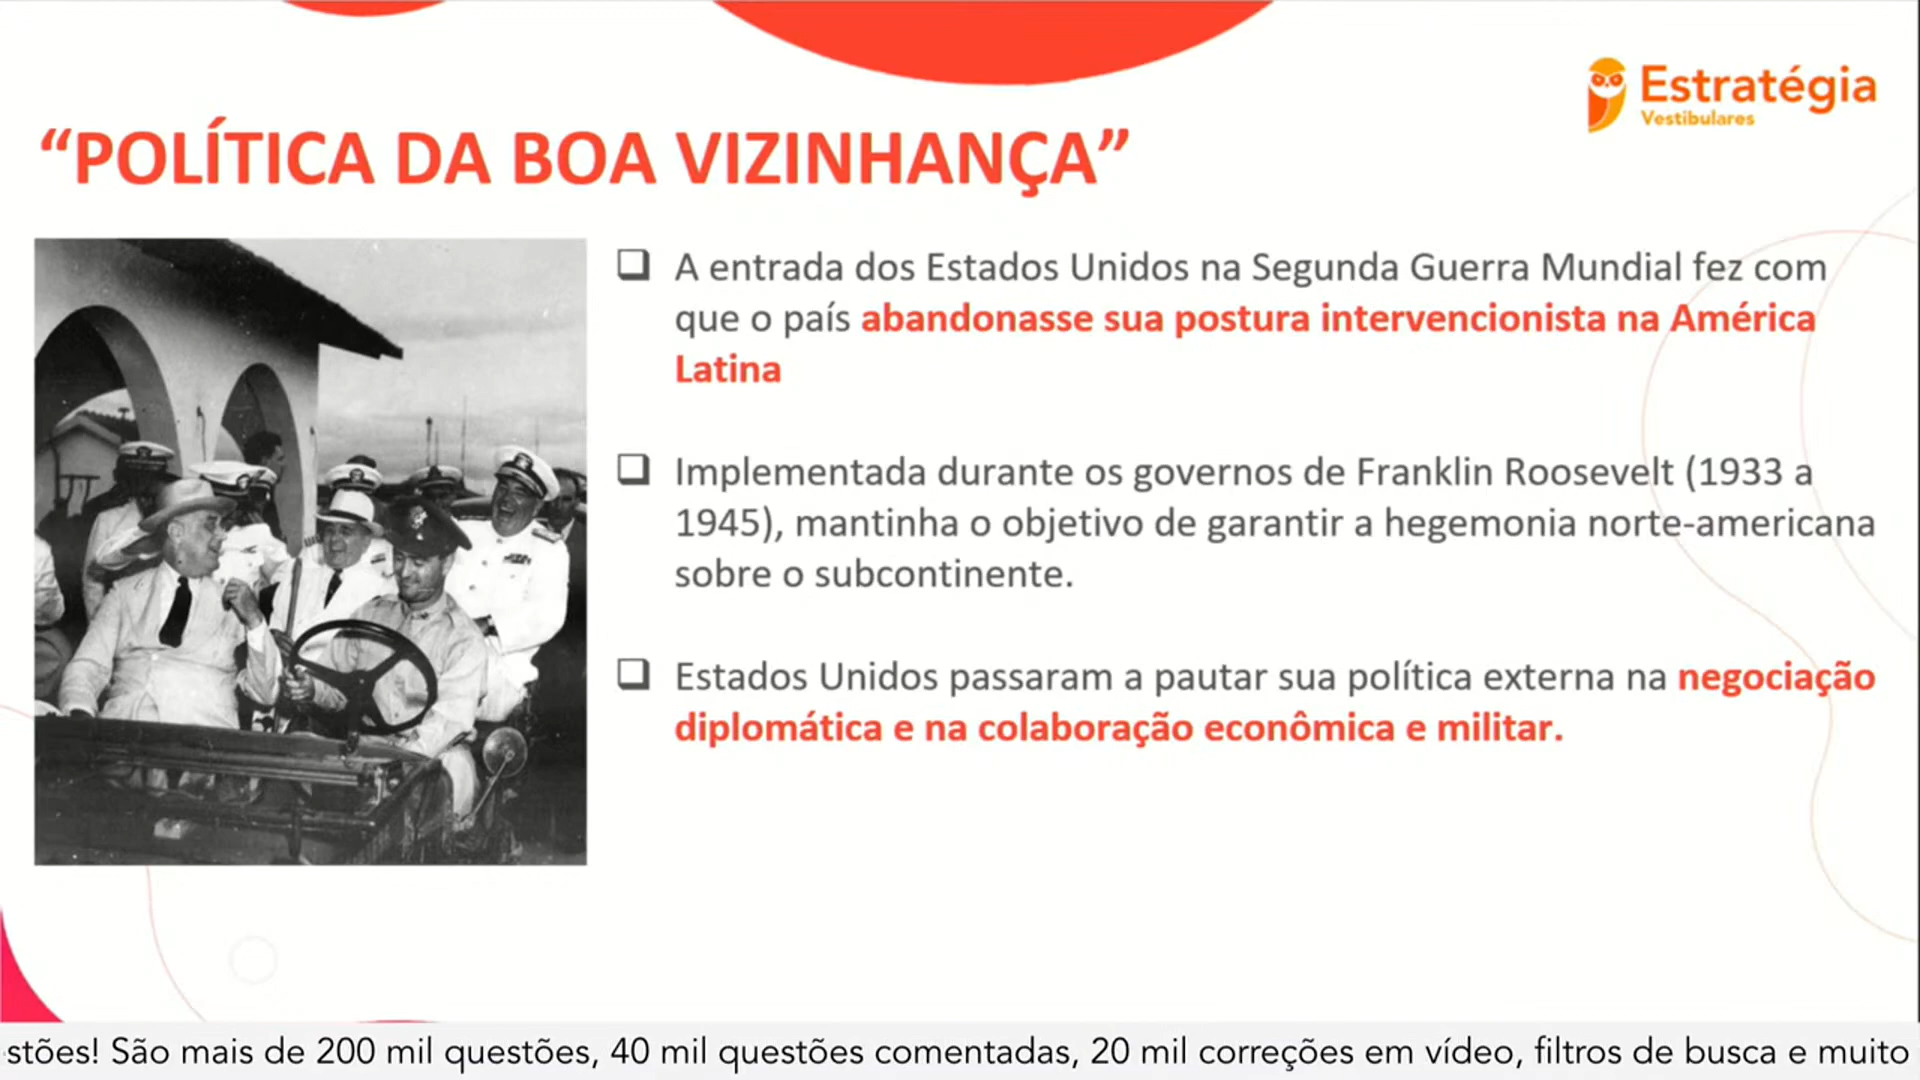 Estratégia
Vestibulares
“POLÍTICA DA BOA VIZINHANÇA”
A entrada dos Estados Unidos na Segunda Guerra Mundial fez com
que o país abandonasse sua postura intervencionista na América
Latina
Implementada durante os governos de Franklin Roosevelt (1933 a
1945), mantinha o objetivo de garantir a hegemonia norte-americana
sobre o subcontinente.
Estados Unidos passaram a pautar sua política externa na negociação
diplomática e na colaboração econômica e militar.
stões! São mais de 200 mil questões, 40 mil questões comentadas, 20 mil correções em vídeo, filtros de busca e muito